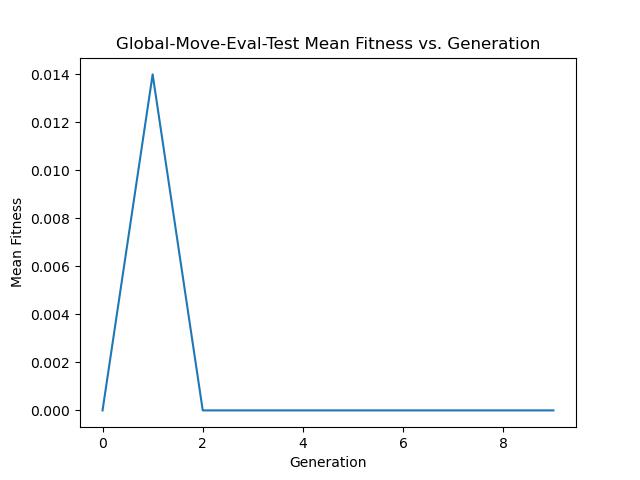 Global-Move-Eval-Test Mean Fitness vs. Generation
0.014
0.012
0.010
0.008
0.006
0.004
0.002
0.000
Mean Fitness
0 2 4 6 8
Generation